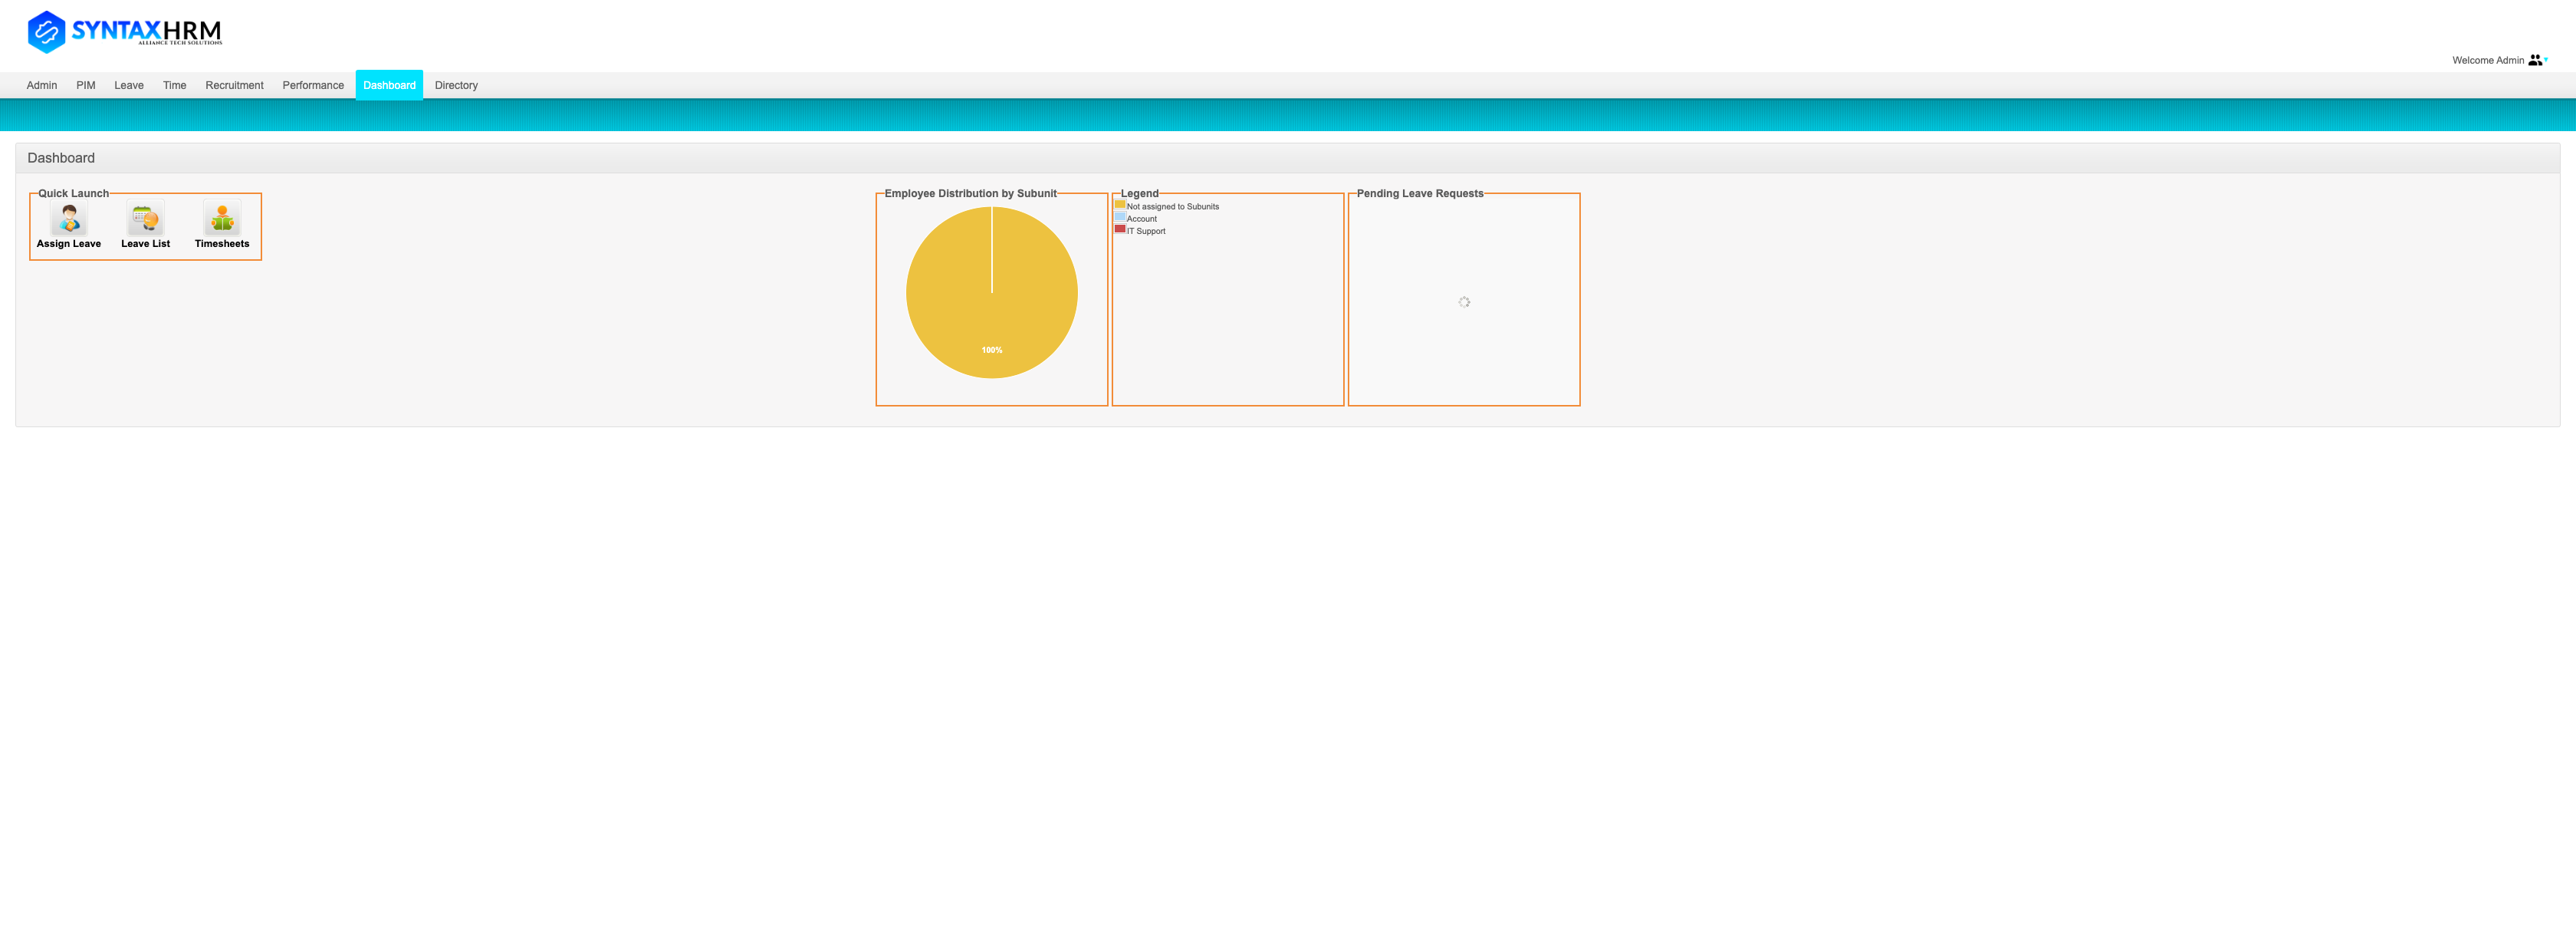 SYNTAXHRM
ALLIANCE TECH SOLUTIONS
Welcome Admin
Admin PIM Leave Time Recruitment Performance Dashboard Directory
Dashboard
Quick Launch
Assign Leave Leave List Timesheets
Employee Distribution by Subunit
100%
Legend
Not assigned to Subunits
Account
IT Support
Pending Leave Requests